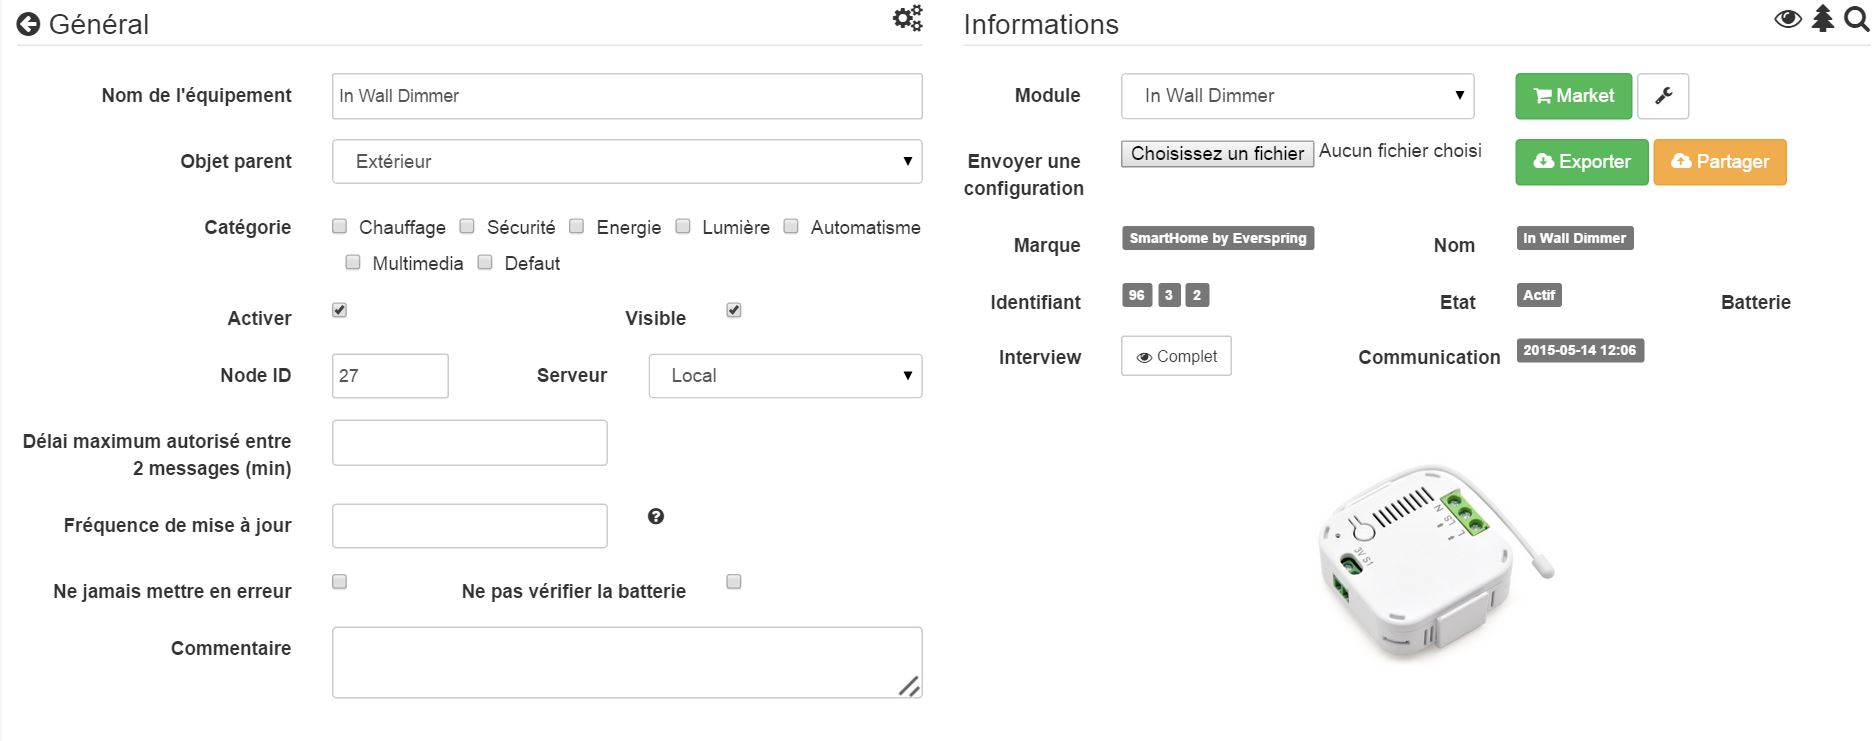 Général
Nom de l'équipement
In Wall Dimmer
Objet parent
Extérieur
Catégorie
Chauffage Sécurité Energie Lumière Automatisme
Multimedia Defaut
Activer
Visible
Node ID
27
Serveur
Local
Délai maximum autorisé entre
2 messages (min)
Fréquence de mise à jour
Ne jamais mettre en erreur
Ne pas vérifier la batterie
Commentaire
Informations
Module
In Wall Dimmer
Market
Envoyer une
configuration
Choisissez un fichier Aucun fichier choisi
Exporter
Partager
Marque
SmartHome by Everspring
Nom
In Wall Dimmer
Identifiant
96 3 2
Etat
Actif
Batterie
Interview
Complet
Communication
2015-05-14 12:06
N
LS
L
3V S1